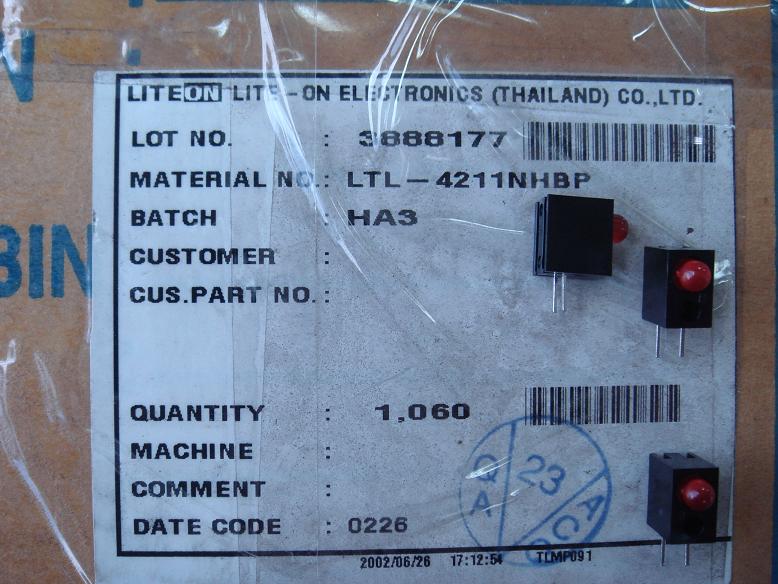 LITEON LITE-ON ELECTRONICS (THAILAND) CO.,LTD.
LOT NO. : 3888177
MATERIAL NO.: LTL-4211NHBP
BATCH : HA3
CUSTOMER :
CUS.PART NO. :
QUANTITY : 1,060
MACHINE :
COMMENT :
DATE CODE : 0226
2002/06/26 17:12:54 TLMP091
QA 23
BIN